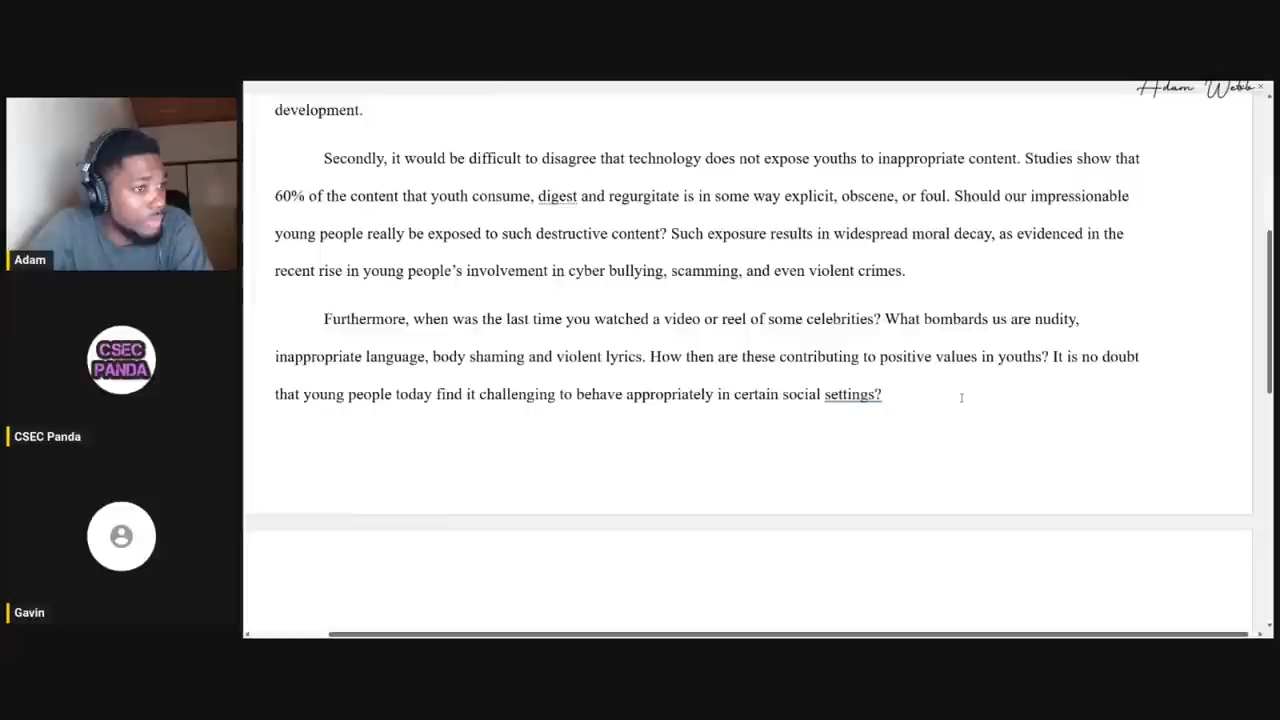 Adam Webb
development.
Secondly, it would be difficult to disagree that technology does not expose youths to inappropriate content. Studies show that
60% of the content that youth consume, digest and regurgitate is in some way explicit, obscene, or foul. Should our impressionable
young people really be exposed to such destructive content? Such exposure results in widespread moral decay, as evidenced in the
recent rise in young people’s involvement in cyber bullying, scamming, and even violent crimes.
Furthermore, when was the last time you watched a video or reel of some celebrities? What bombards us are nudity,
inappropriate language, body shaming and violent lyrics. How then are these contributing to positive values in youths? It is no doubt
that young people today find it challenging to behave appropriately in certain social settings?
Adam
CSEC
PANDA
CSEC Panda
Gavin